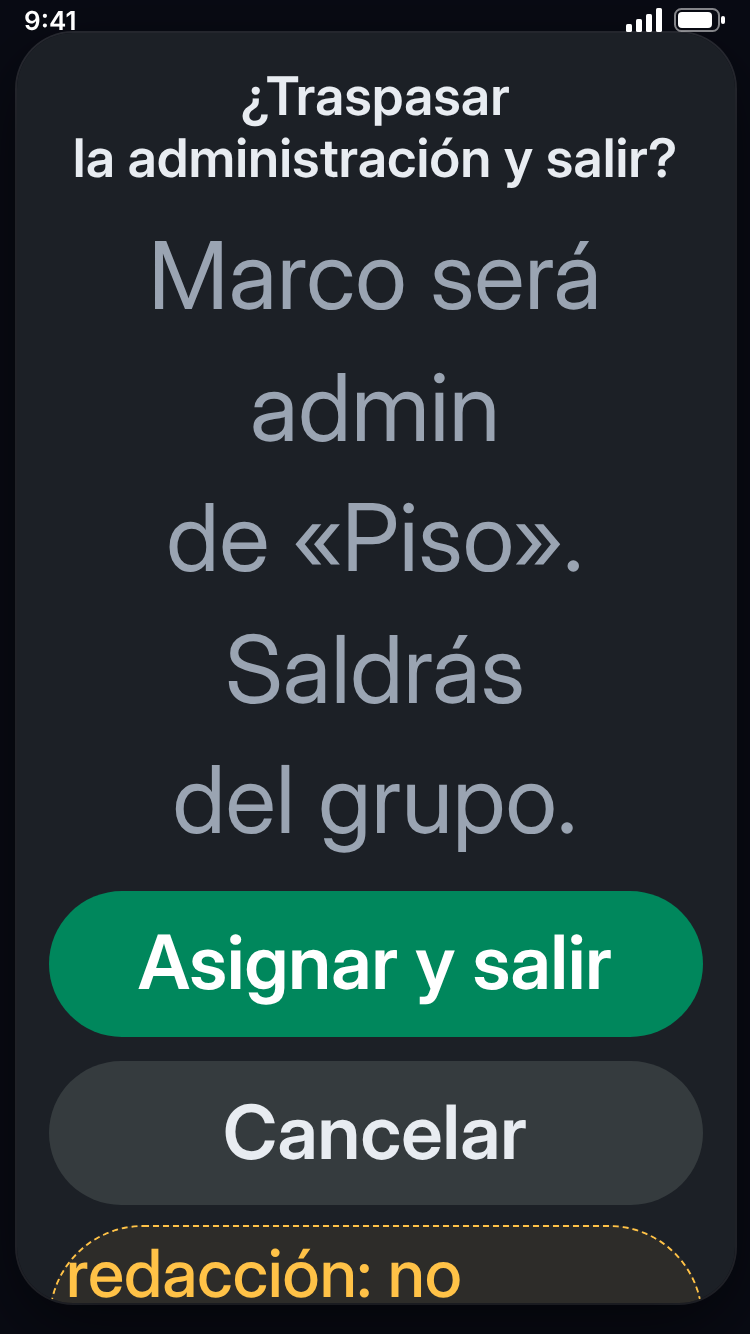 9:41
¿Traspasar
la administración y salir?
Marco será
admin
de «Piso».
Saldrás
del grupo.
Asignar y salir
Cancelar
redacción: no